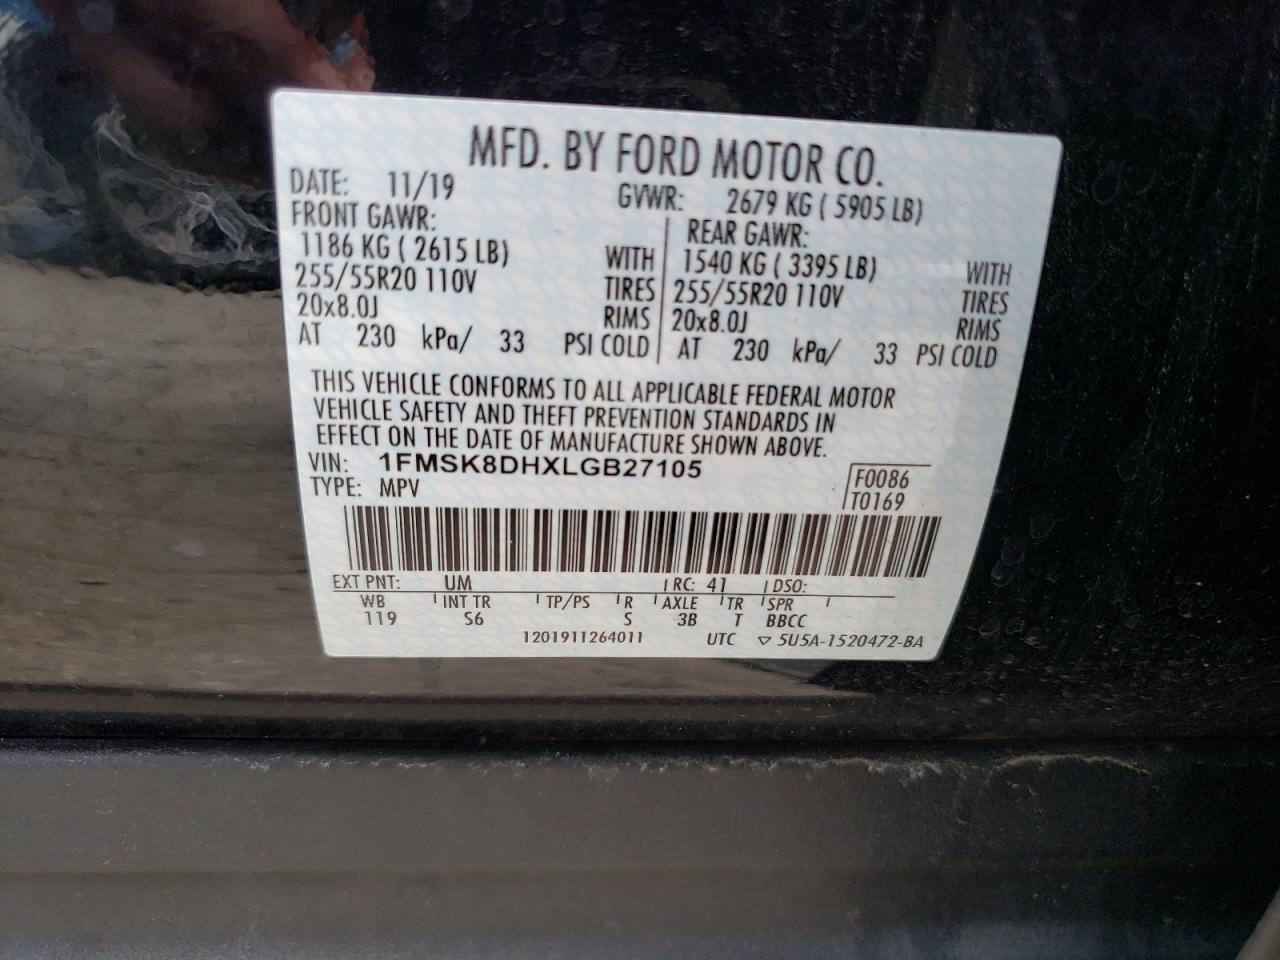 MFD. BY FORD MOTOR CO.
DATE: 11/19 GVWR: 2679 KG ( 5905 LB)
FRONT GAWR: REAR GAWR:
1186 KG ( 2615 LB) WITH 1540 KG ( 3395 LB) WITH
255/55R20 110V TIRES 255/55R20 110V TIRES
20x8.0J RIMS 20x8.0J RIMS
AT 230 kPa/ 33 PSI COLD AT 230 kPa/ 33 PSI COLD
THIS VEHICLE CONFORMS TO ALL APPLICABLE FEDERAL MOTOR
VEHICLE SAFETY AND THEFT PREVENTION STANDARDS IN
EFFECT ON THE DATE OF MANUFACTURE SHOWN ABOVE.
VIN: 1FMSK8DHXLGB27105 F0086
TYPE: MPV T0169
EXT PNT: UM RC: 41 DSO:
WB INT TR TP/PS R AXLE TR SPR
119 S6 S 3B T BBCC
1201911264011 UTC ▽ 5U5A-1520472-BA